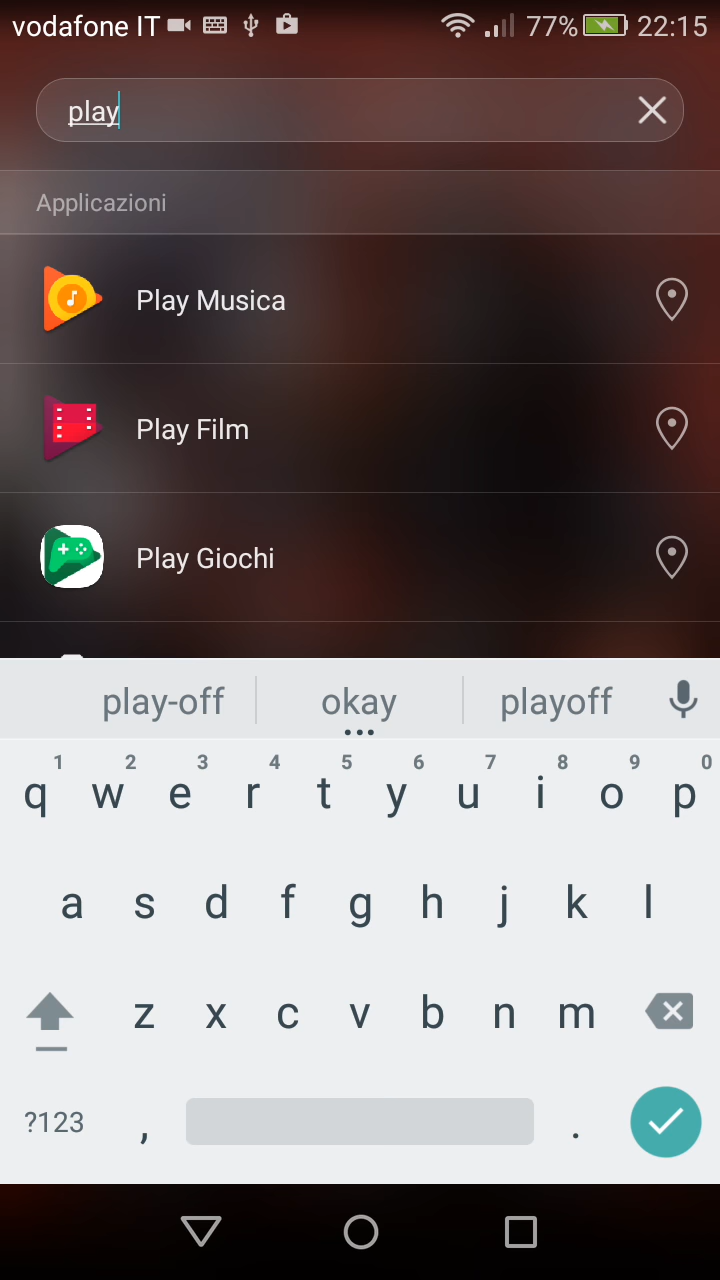 vodafone IT 77% 22:15
play
Applicazioni
Play Musica
Play Film
Play Giochi
play-off okay playoff
1 2 3 4 5 6 7 8 9 0
q w e r t y u i o p
a s d f g h j k l
z x c v b n m
?123 , .